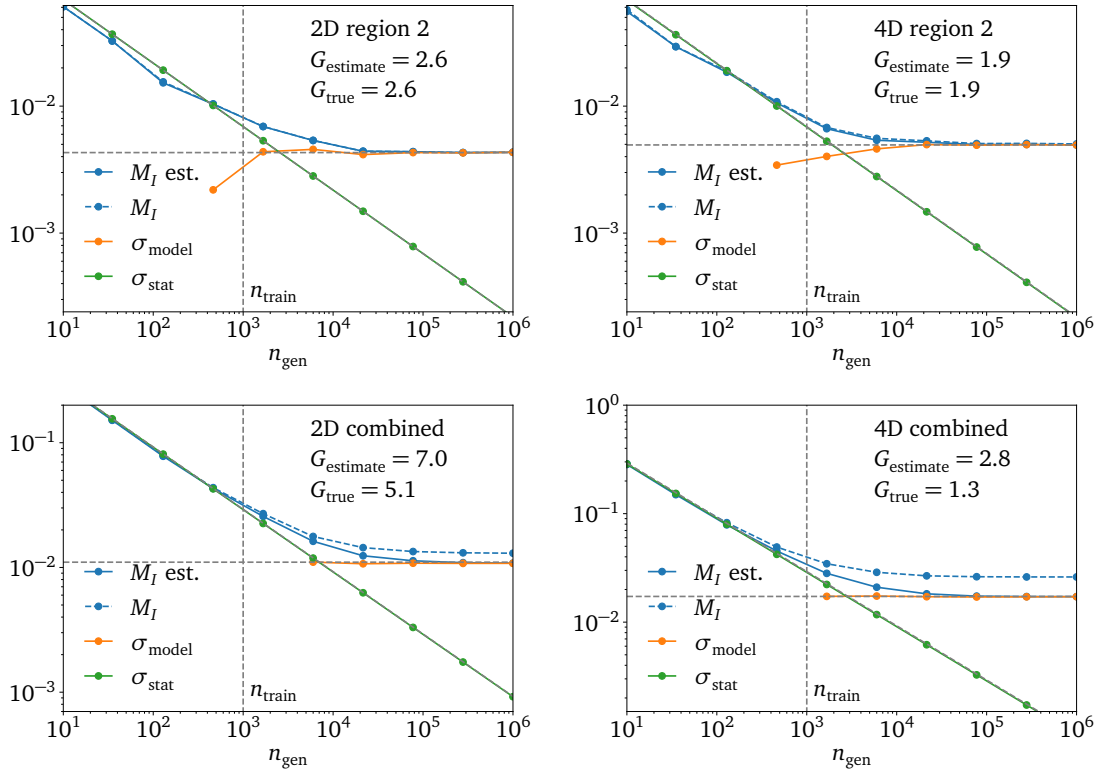 2D region 2
G_estimate = 2.6
G_true = 2.6
10^−2
10^−3
M_I est.
M_I
σ_model
σ_stat
n_train
10^1 10^2 10^3 10^4 10^5 10^6
n_gen
4D region 2
G_estimate = 1.9
G_true = 1.9
10^−2
10^−3
M_I est.
M_I
σ_model
σ_stat
n_train
10^1 10^2 10^3 10^4 10^5 10^6
n_gen
2D combined
G_estimate = 7.0
G_true = 5.1
10^−1
10^−2
10^−3
M_I est.
M_I
σ_model
σ_stat
n_train
10^1 10^2 10^3 10^4 10^5 10^6
n_gen
4D combined
G_estimate = 2.8
G_true = 1.3
10^0
10^−1
10^−2
M_I est.
M_I
σ_model
σ_stat
n_train
10^1 10^2 10^3 10^4 10^5 10^6
n_gen